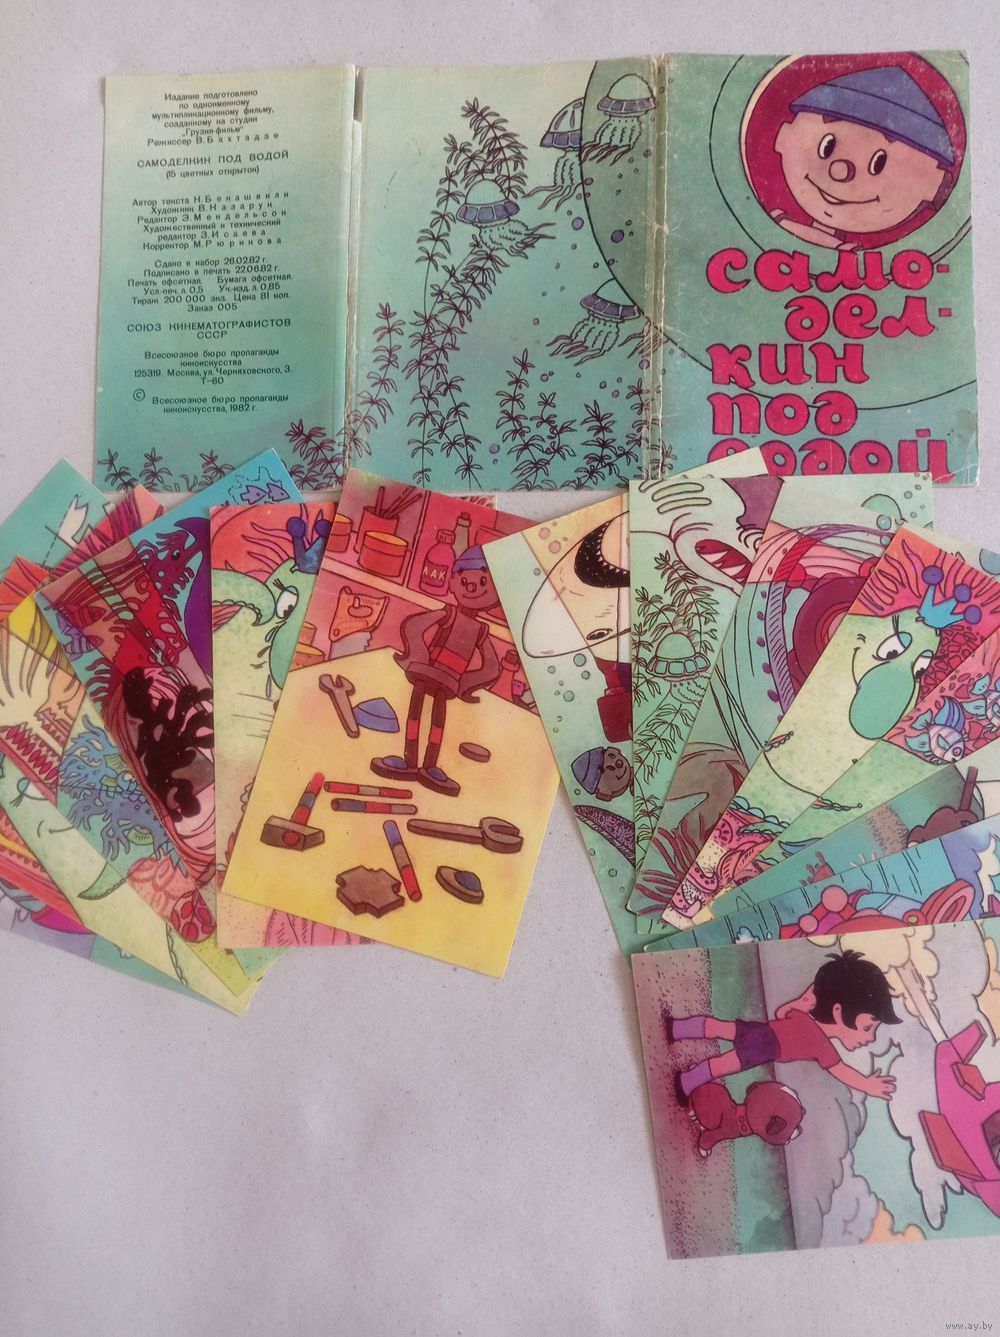 Издание подготовлено
по одноименному
мультипликационному фильму,
созданному на студии
„Грузия-фильм"
Режиссер В. Бахтадзе
САМОДЕЛКИН ПОД ВОДОЙ
(15 цветных открыток)
Автор текста Н. Бенашвили
Художник В. Назарук
Редактор Э. Мендельсон
Художественный и технический
редактор Э. Исаева
Корректор М. Рюрикова
Сдано в набор 26.02.82 г.
Подписано в печать 22.06.82 г.
Печать офсетная. Бумага офсетная.
Усл.-печ. л. 0,5 Уч.-изд. л. 0,85
Тираж 200 000 экз. Цена 81 коп.
Заказ 005
СОЮЗ КИНЕМАТОГРАФИСТОВ
СССР
Всесоюзное бюро пропаганды
киноискусства
125319. Москва, ул. Черняховского, 3.
Т—60
© Всесоюзное бюро пропаганды
киноискусства, 1982 г.
само-
дел-
кин
под
водой
ЛАК
www.ay.by